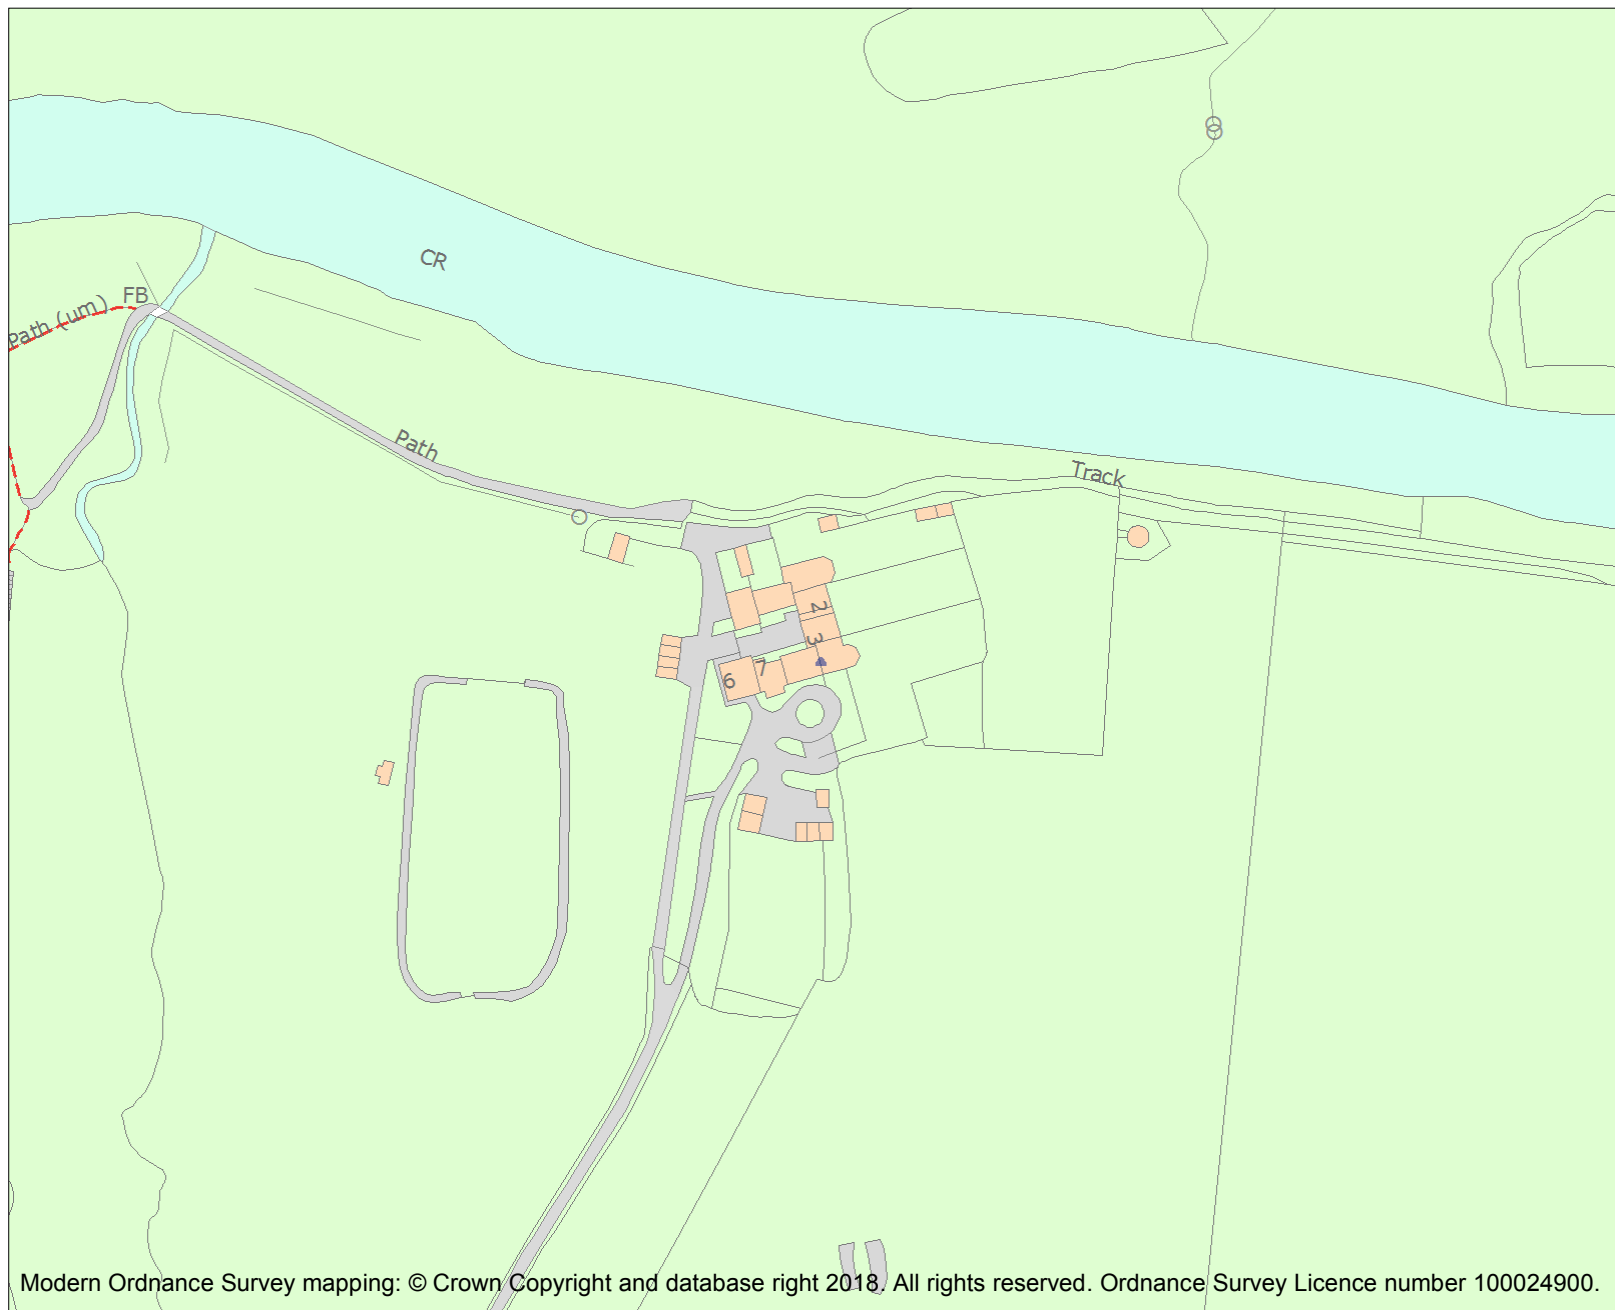 CR
FB
Path (um)
Path
Track
2
3
7
6
Modern Ordnance Survey mapping: © Crown Copyright and database right 2018. All rights reserved. Ordnance Survey Licence number 100024900.